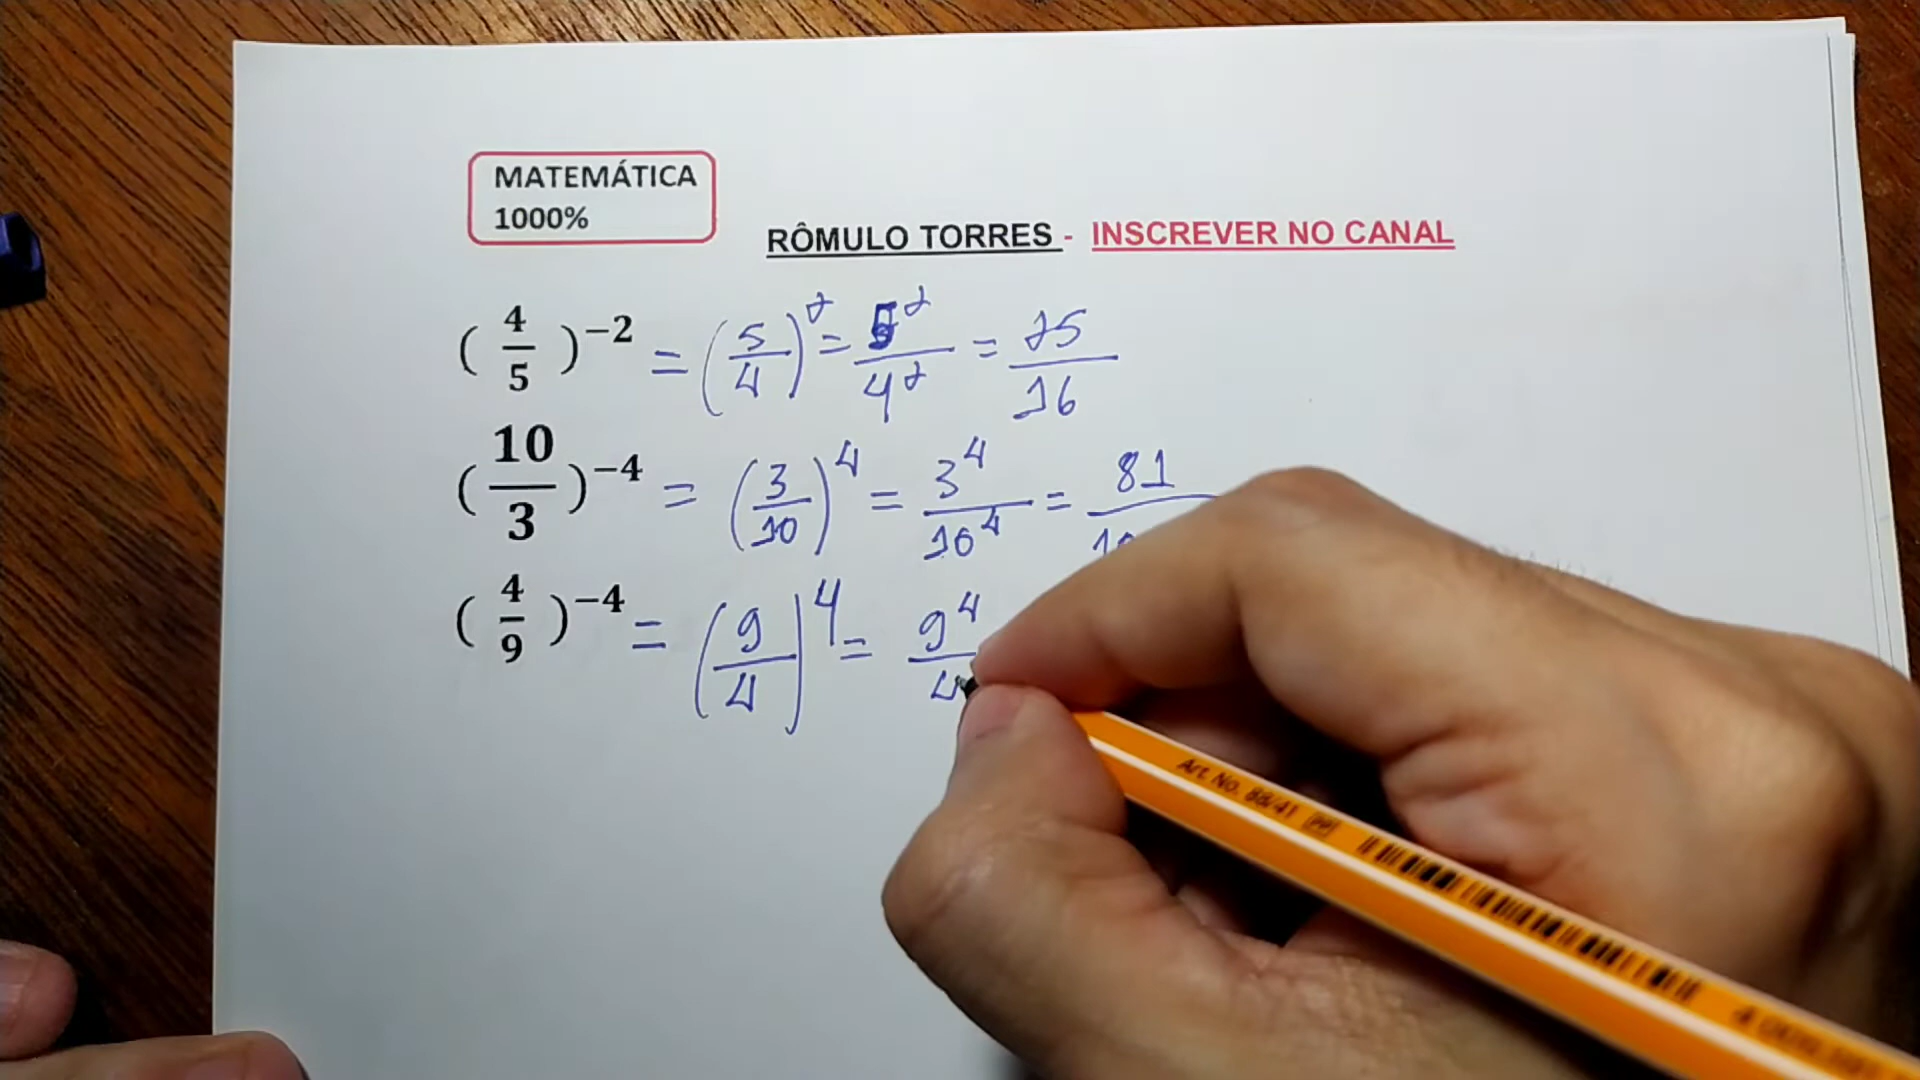 MATEMÁTICA
1000%
RÔMULO TORRES - INSCREVER NO CANAL
(4/5)^-2 = (5/4)^2 = 5^2/4^2 = 25/16
(10/3)^-4 = (3/10)^4 = 3^4/10^4 = 81/10
(4/9)^-4 = (9/4)^4 = 9^4/4
Art. No. 88/41